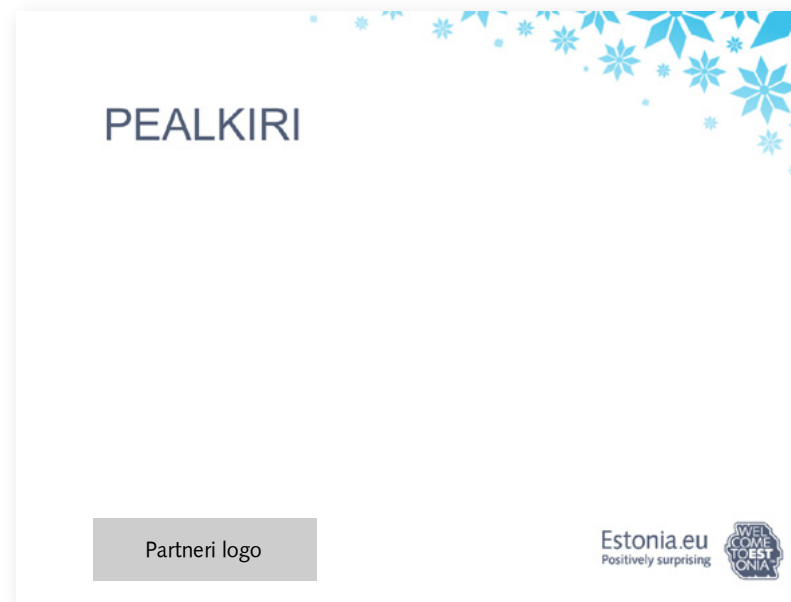 PEALKIRI
Partneri logo
Estonia.eu
Positively surprising
WEL
COME
TO EST
ONIA